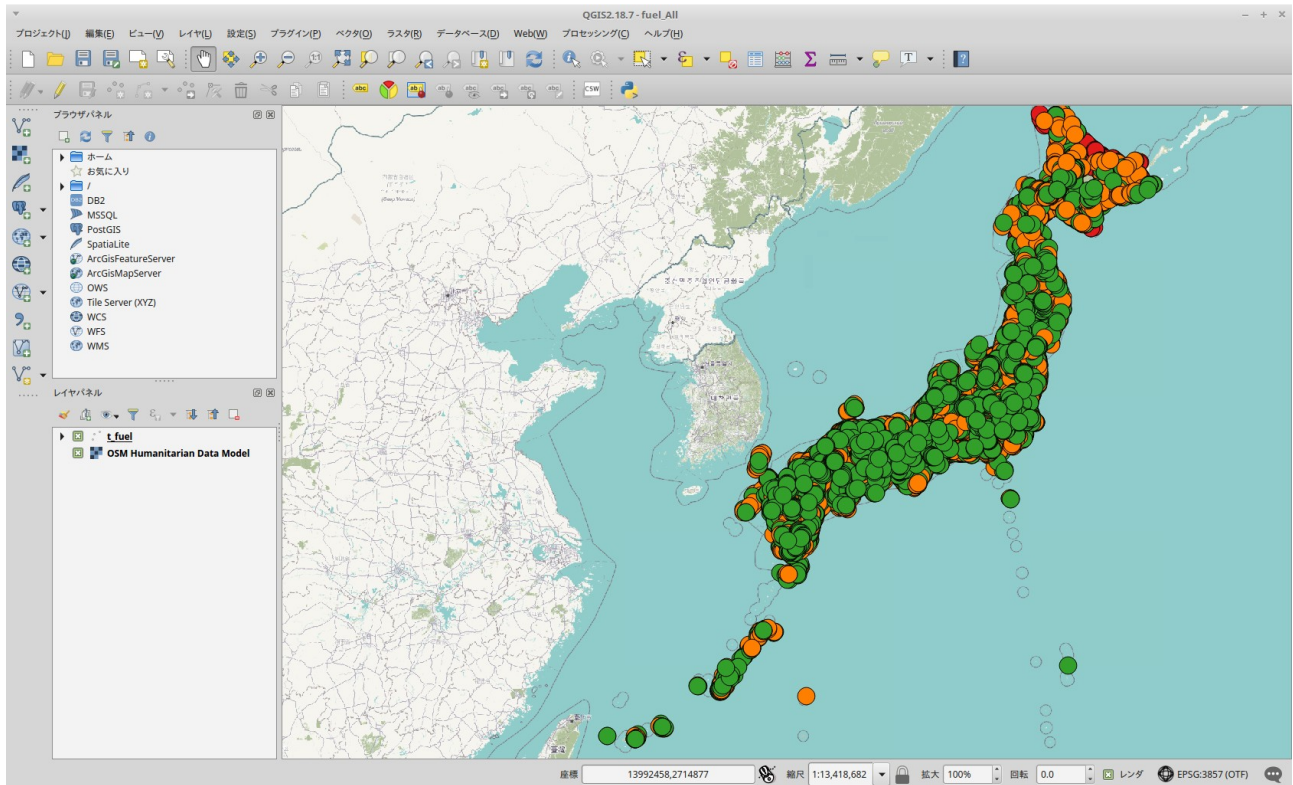 QGIS2.18.7 - fuel_All
プロジェクト(J) 編集(E) ビュー(V) レイヤ(L) 設定(S) プラグイン(P) ベクタ(O) ラスタ(R) データベース(D) Web(W) プロセッシング(C) ヘルプ(H)
abc
CSW
ブラウザパネル
ホーム
お気に入り
/
DB2
MSSQL
PostGIS
SpatiaLite
ArcGisFeatureServer
ArcGisMapServer
OWS
Tile Server (XYZ)
WCS
WFS
WMS
レイヤパネル
t_fuel
OSM Humanitarian Data Model
座標 13992458,2714877 縮尺 1:13,418,682 拡大 100% 回転 0.0 レンダ EPSG:3857 (OTF)